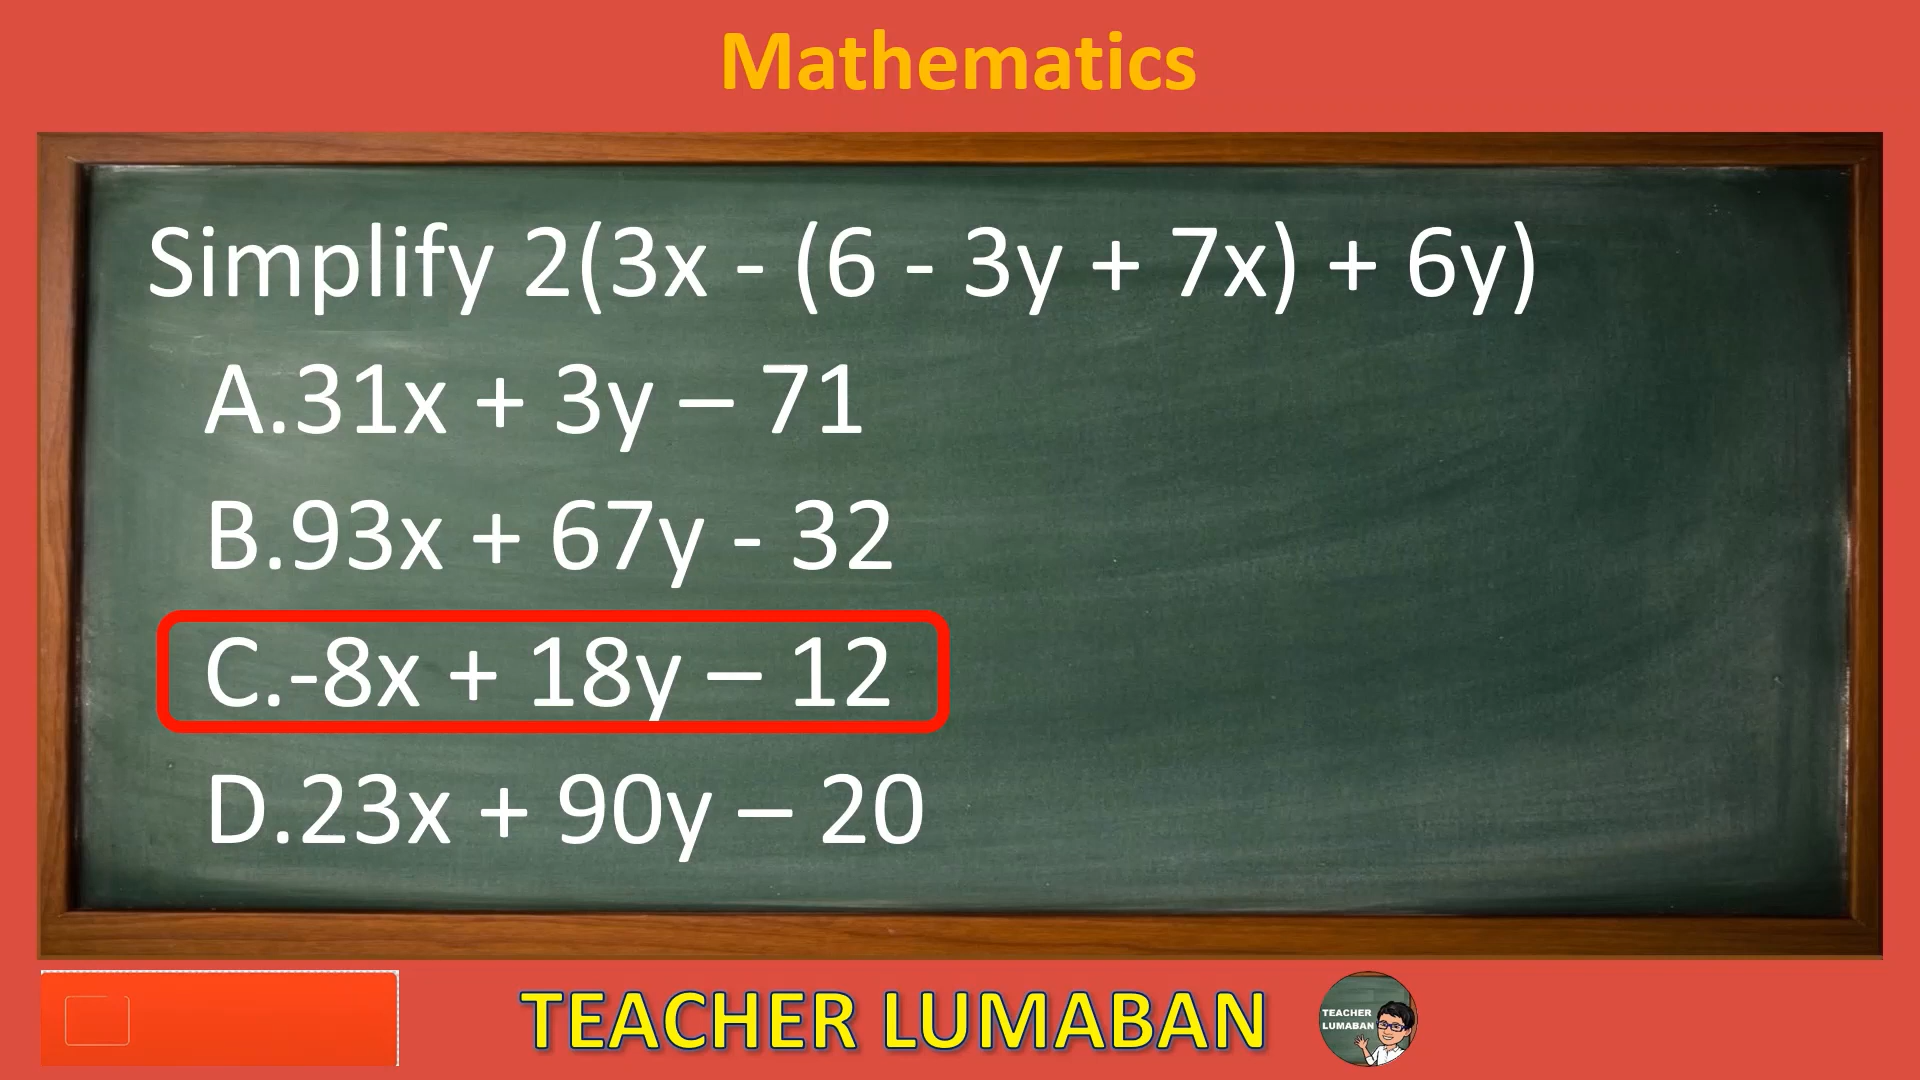 Mathematics
Simplify 2(3x - (6 - 3y + 7x) + 6y)
A.31x + 3y – 71
B.93x + 67y - 32
C.-8x + 18y – 12
D.23x + 90y – 20
TEACHER LUMABAN
TEACHER
LUMABAN